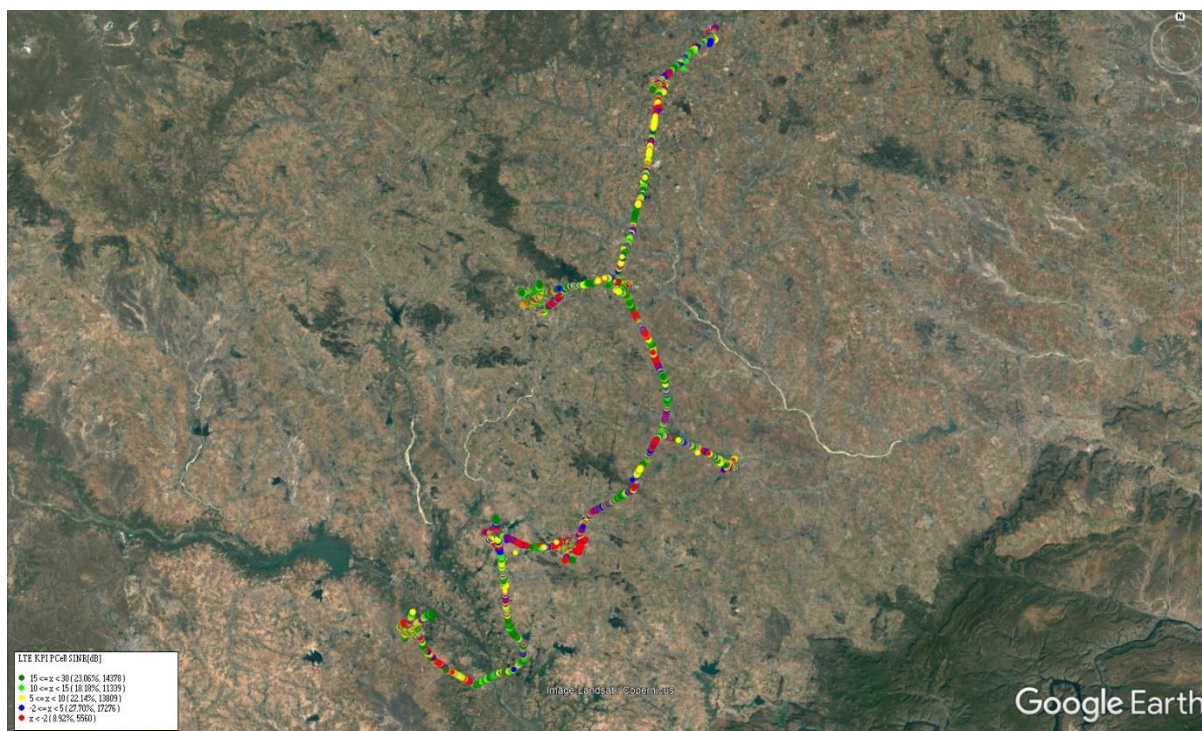 N
LTE KPI PCell SINR[dB]
15 <= x < 30 ( 23.06%, 14378 )
10 <= x < 15 ( 18.18%, 11339 )
5 <= x < 10 ( 22.14%, 13809 )
-2 <= x < 5 ( 27.70%, 17276 )
x < -2 ( 8.92%, 5560 )
Image Landsat / Copernicus
Google Earth